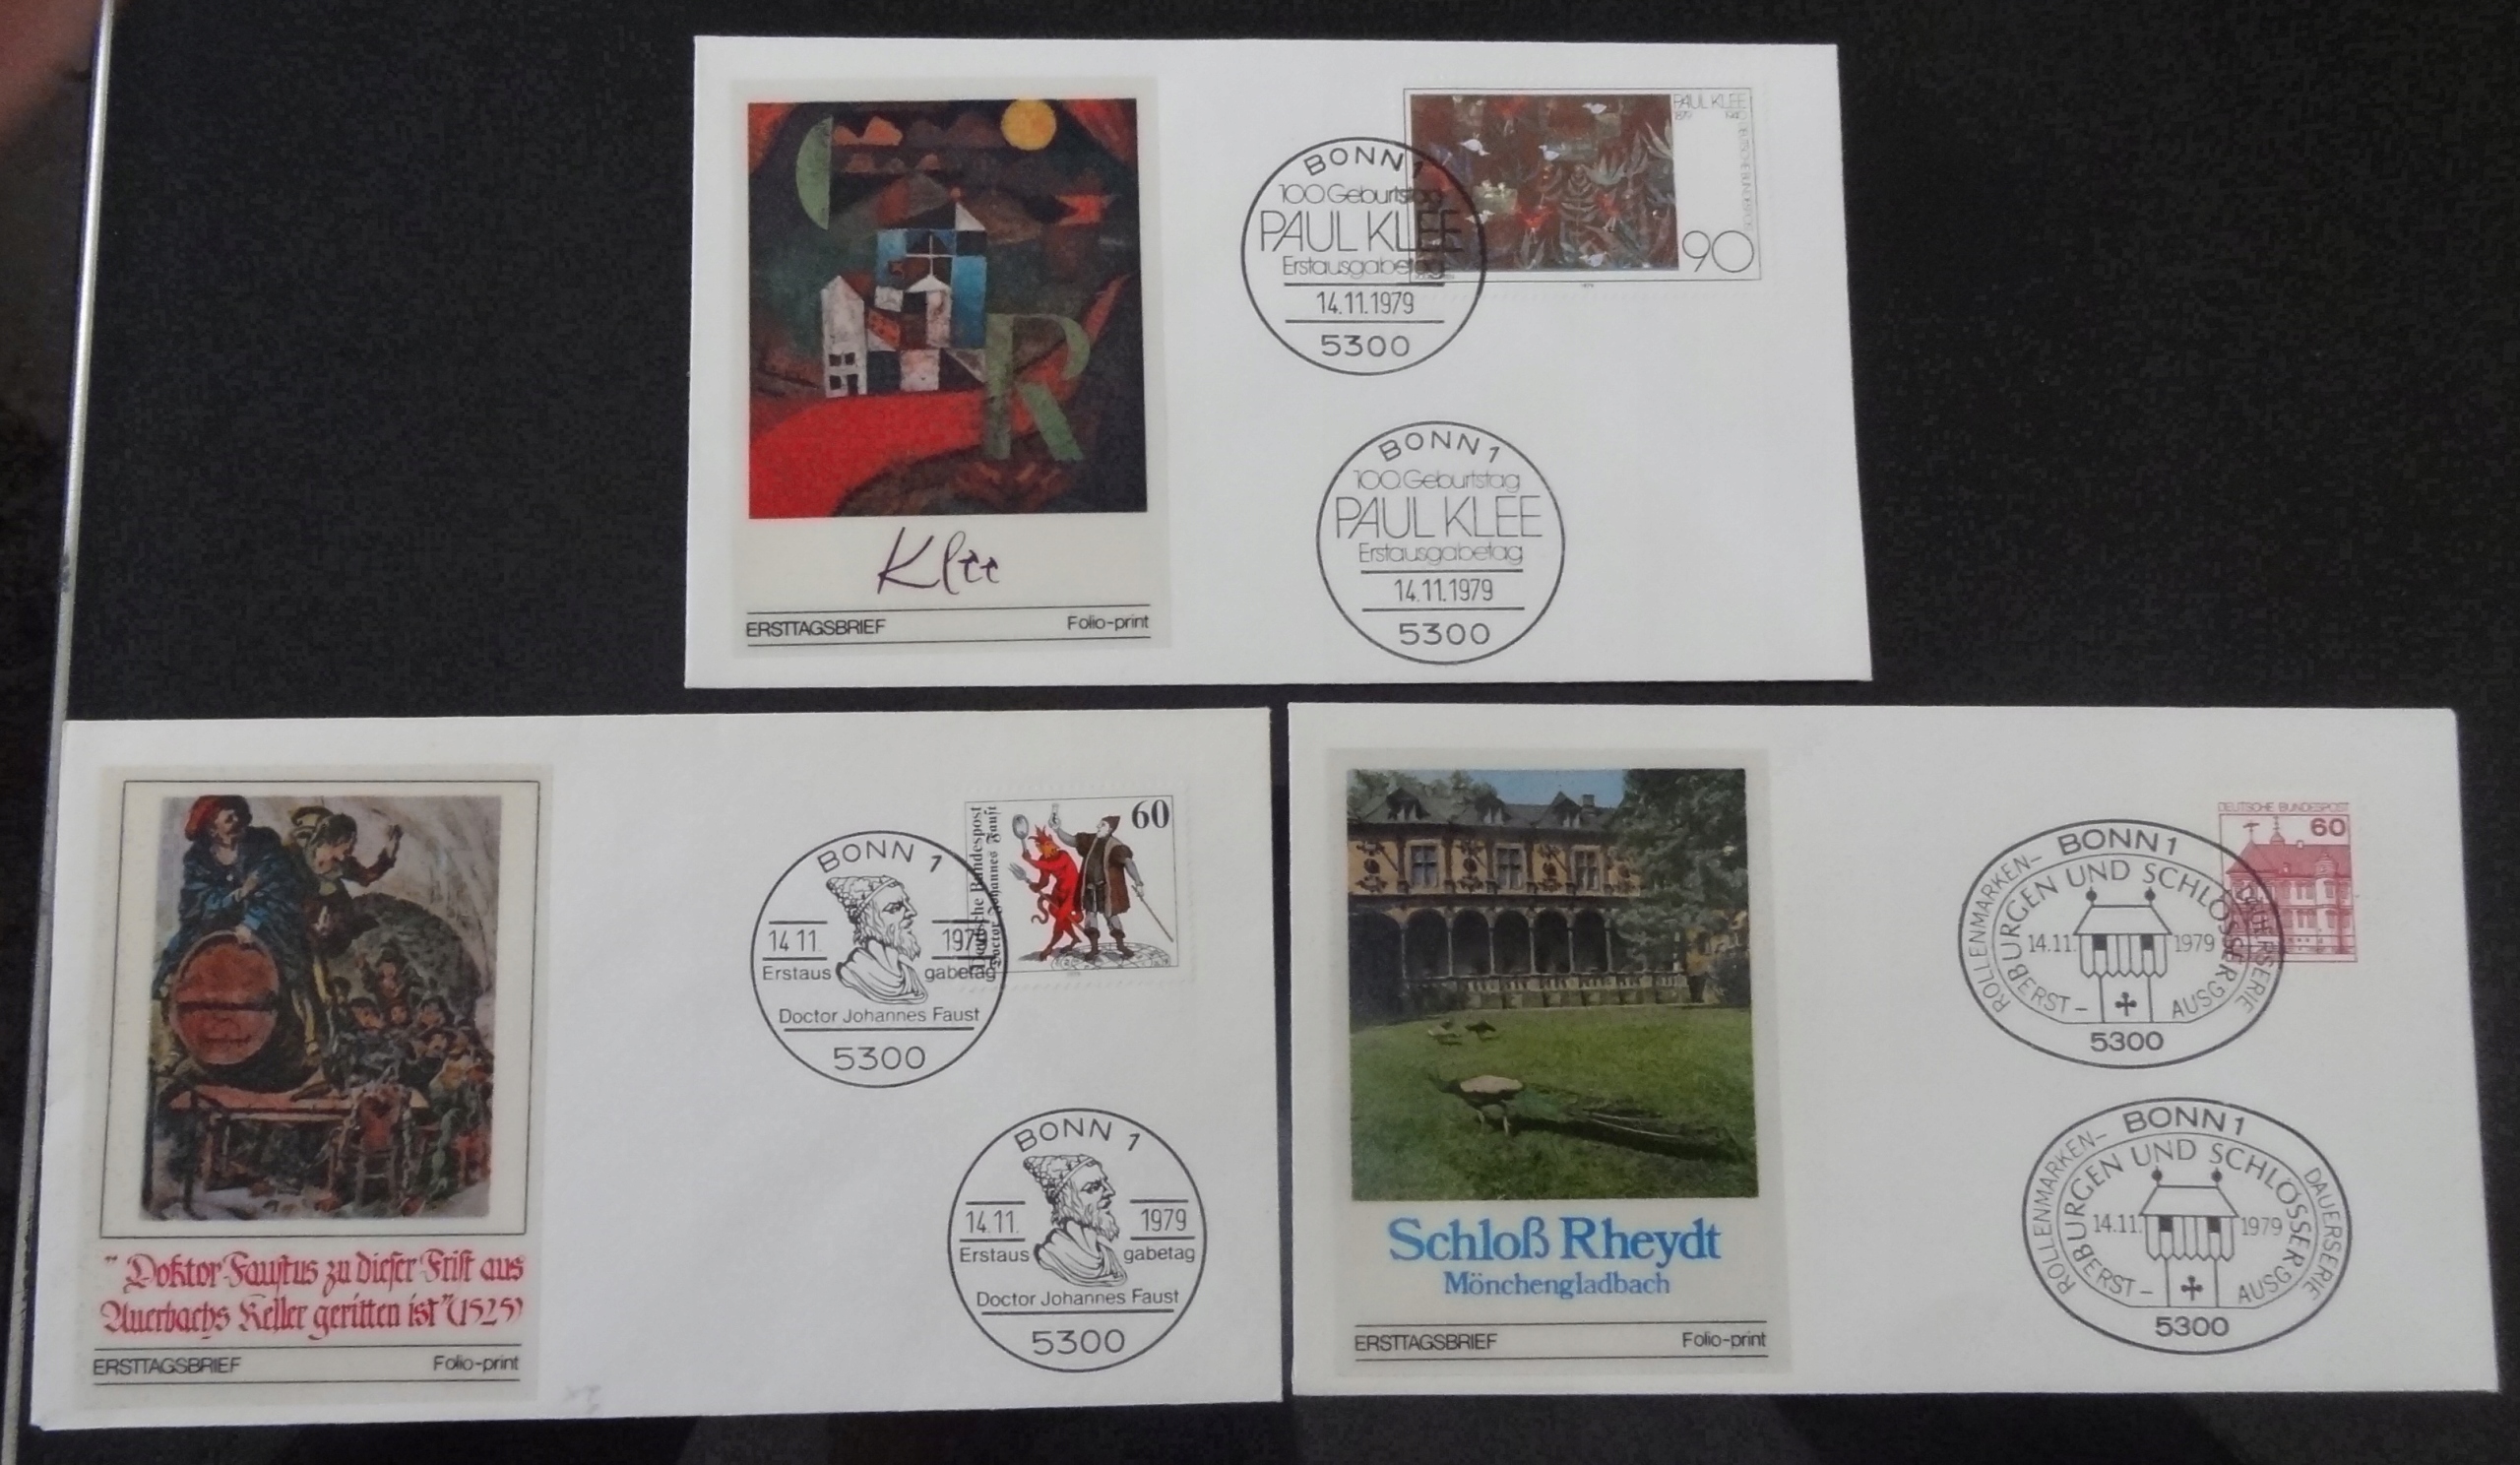 PAUL KLEE
1879 1940
DEUTSCHE BUNDESPOST
90
BONN 1
100 Geburtstag
PAUL KLEE
Erstausgabetag
14.11.1979
5300
BONN 1
100 Geburtstag
PAUL KLEE
Erstausgabetag
14.11.1979
5300
R
Klee
ERSTTAGSBRIEF Folio-print
Deutsche Bundespost
Doctor Johannes Faust
60
1979
BONN 1
14 11. 1979
Erstaus gabetag
Doctor Johannes Faust
5300
BONN 1
14.11. 1979
Erstaus gabetag
Doctor Johannes Faust
5300
"Doktor Faustus zu dieser Frist aus
Auerbachs Keller geritten ist" (1525)
ERSTTAGSBRIEF Folio-print
DEUTSCHE BUNDESPOST
60
BONN 1
ROLLENMARKEN- DAUERSERIE
BURGEN UND SCHLÖSSER
14.11. 1979
ERST- AUSG
5300
BONN 1
ROLLENMARKEN- DAUERSERIE
BURGEN UND SCHLÖSSER
14.11. 1979
ERST- AUSG
5300
Schloß Rheydt
Mönchengladbach
ERSTTAGSBRIEF Folio-print